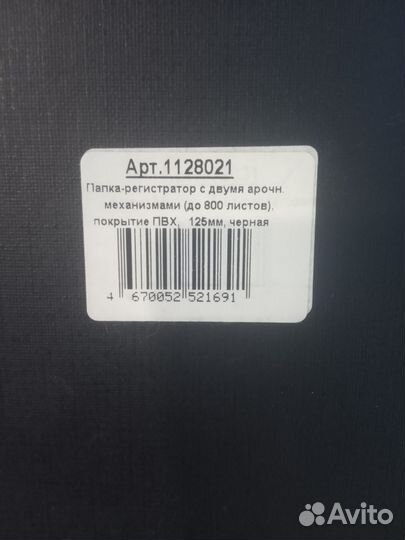 Арт.1128021
Папка-регистратор с двумя арочн.
механизмами (до 800 листов),
покрытие ПВХ, 125мм, черная
4 670052 521691
Avito